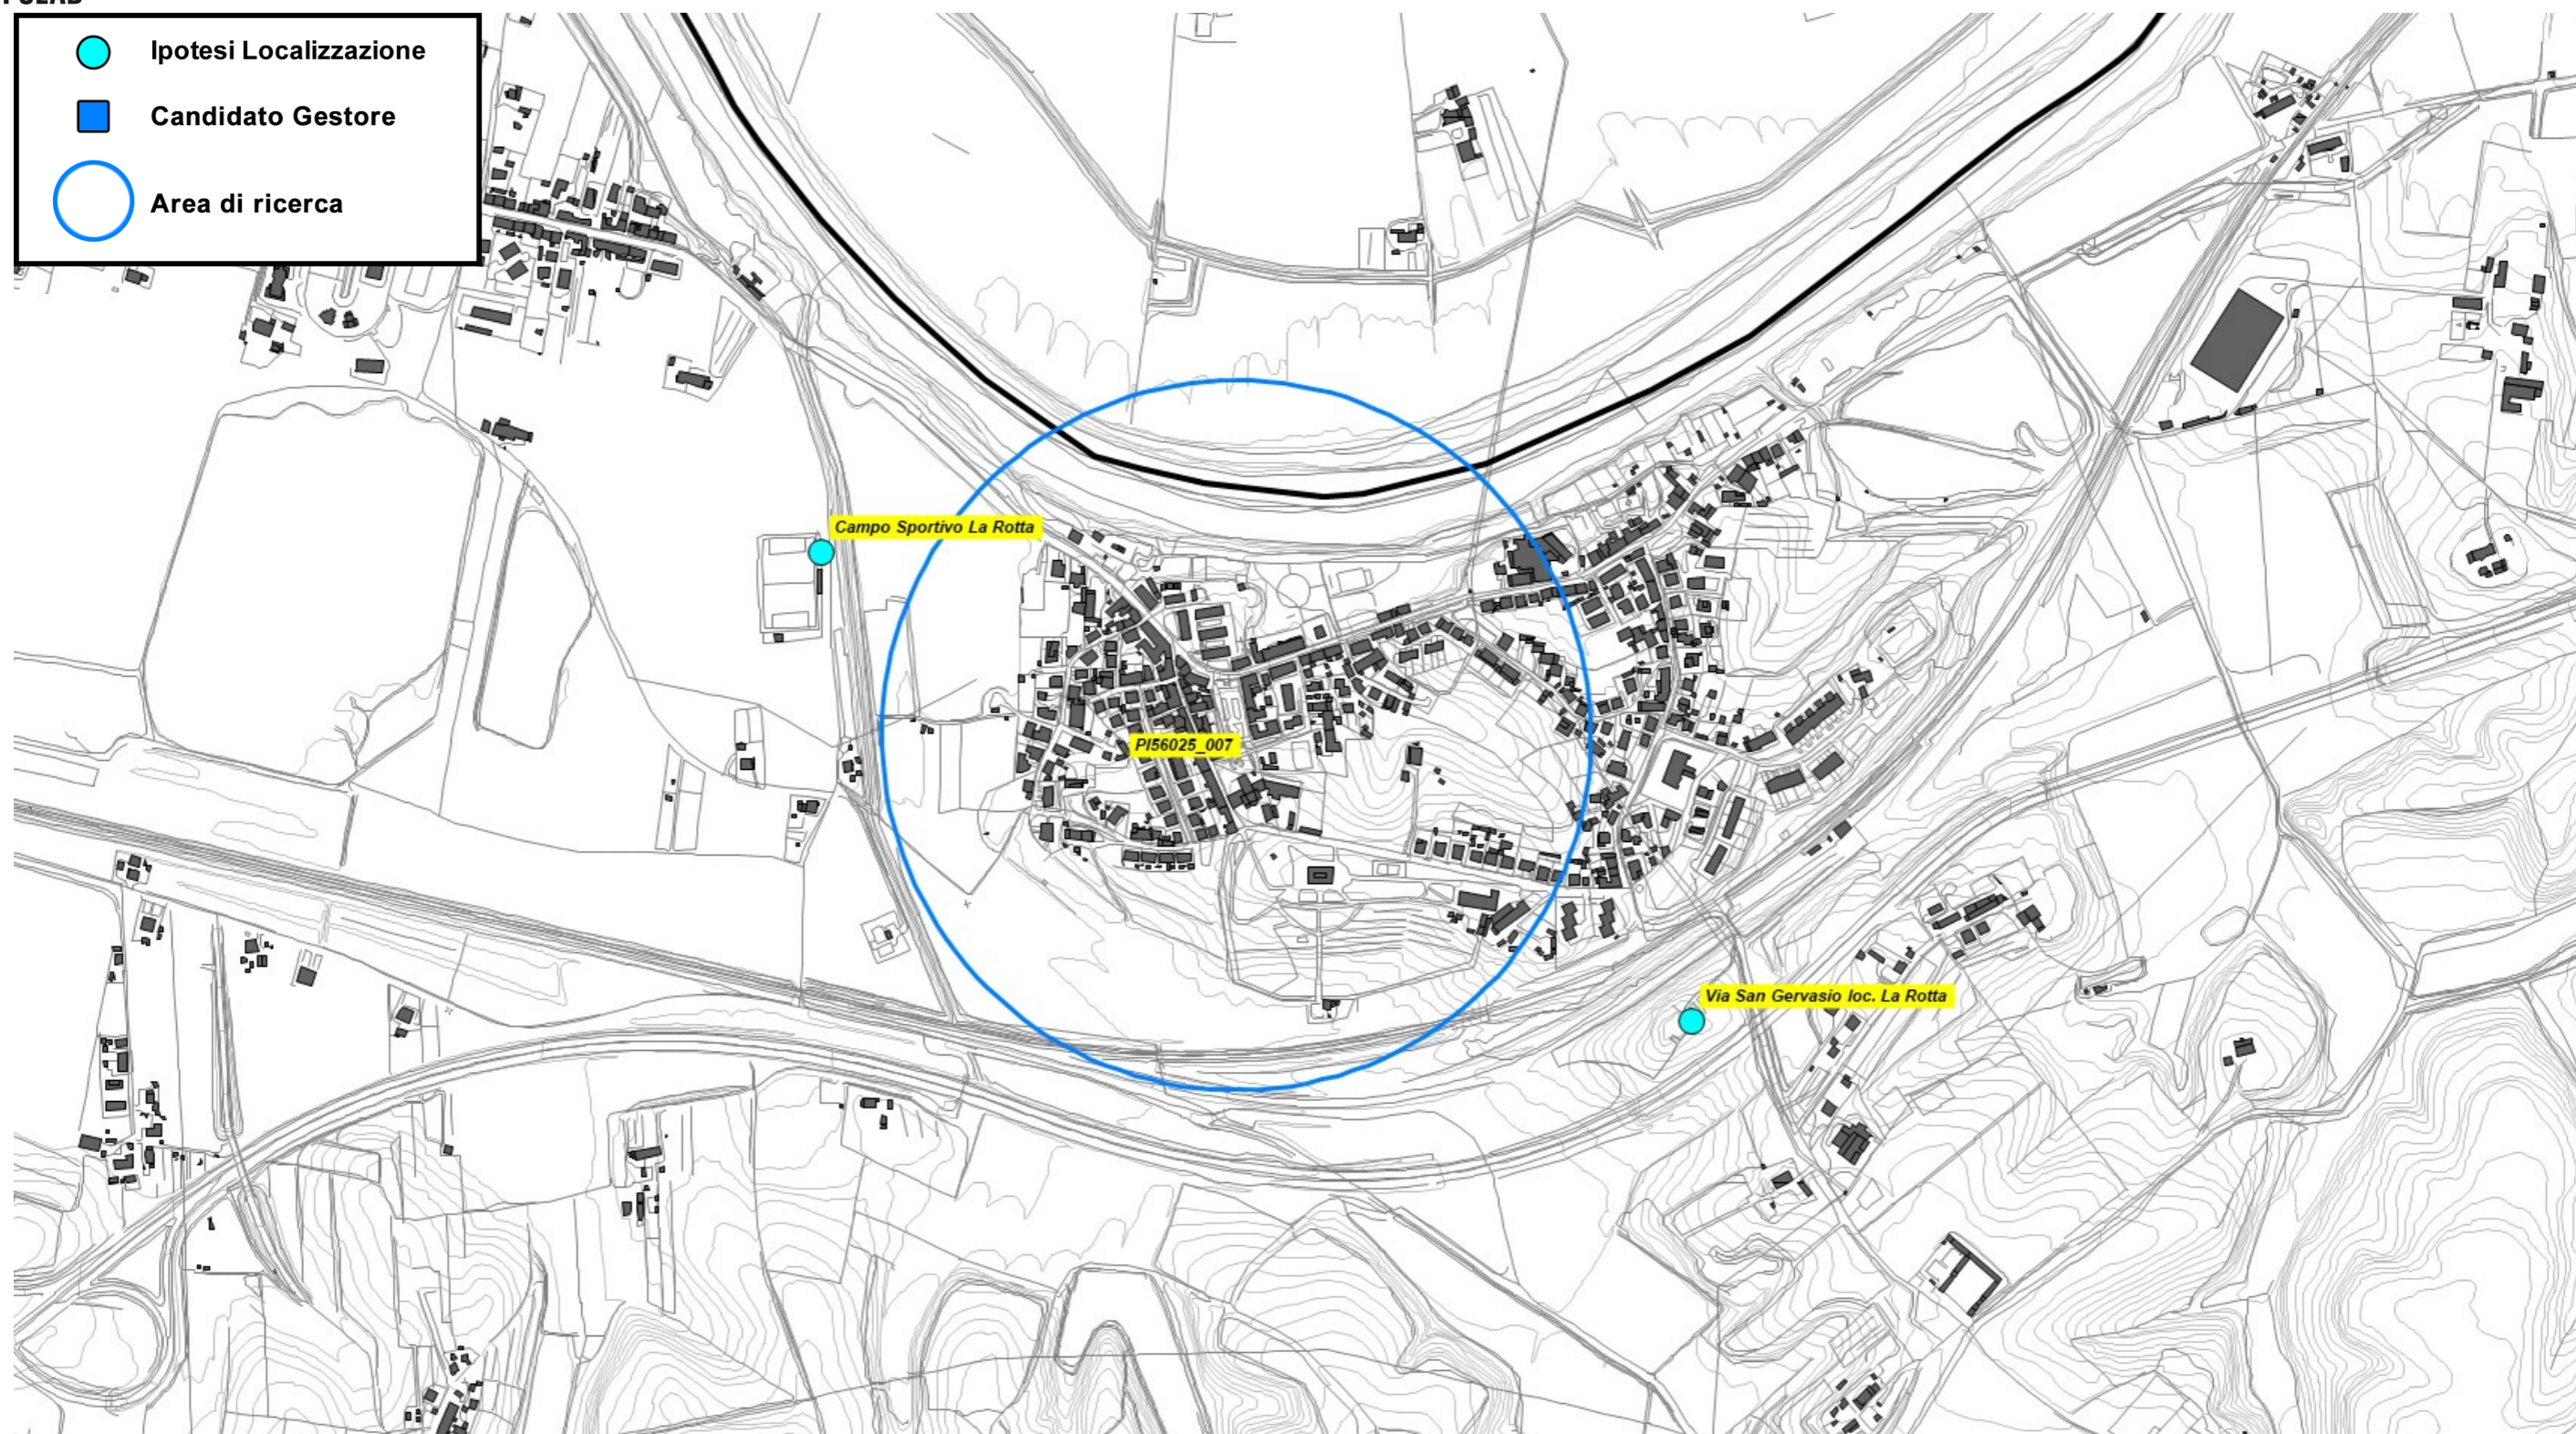 Ipotesi Localizzazione
Candidato Gestore
Area di ricerca
Campo Sportivo La Rotta
PI56025_007
Via San Gervasio loc. La Rotta